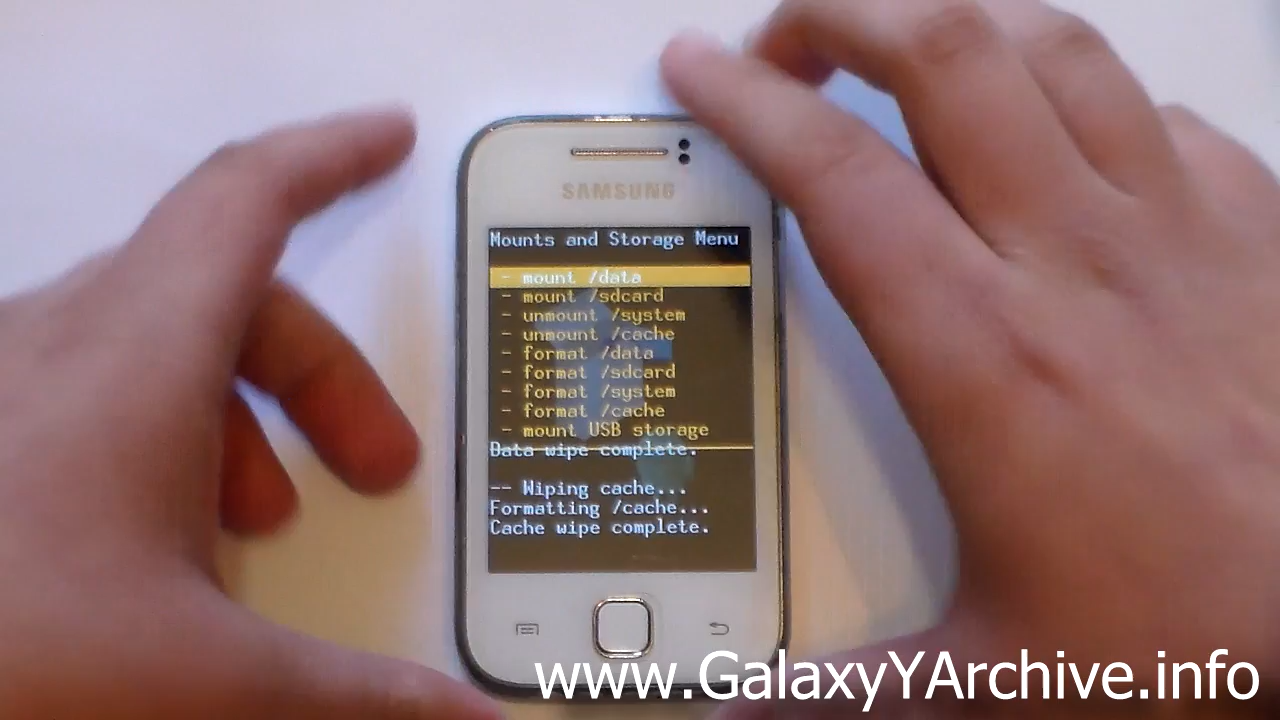 SAMSUNG
Mounts and Storage Menu
- mount /data
- mount /sdcard
- unmount /system
- unmount /cache
- format /data
- format /sdcard
- format /system
- format /cache
- mount USB storage
Data wipe complete.
-- Wiping cache...
Formatting /cache...
Cache wipe complete.
www.GalaxyYArchive.info